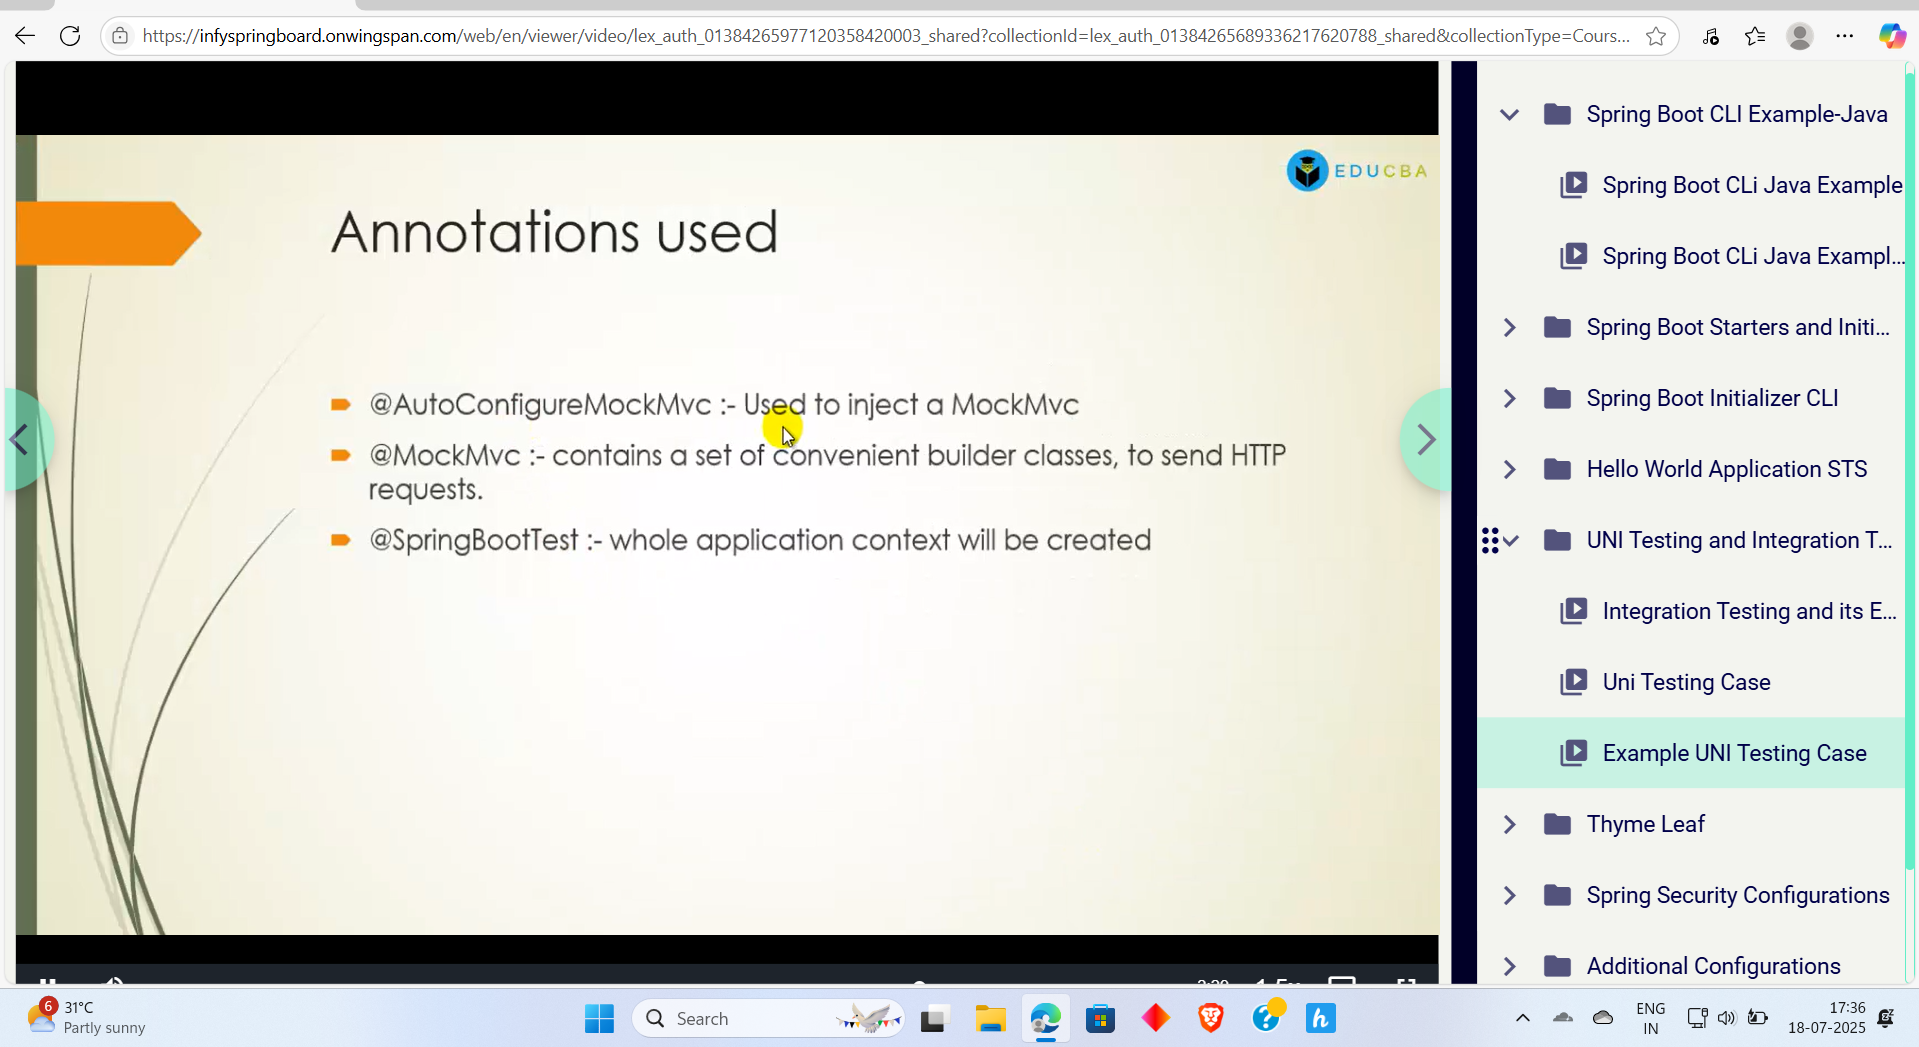 https://infyspringboard.onwingspan.com/web/en/viewer/video/lex_auth_01384265977120358420003_shared?collectionId=lex_auth_01384265689336217620788_shared&collectionType=Cours...
EDUCBA
Annotations used
@AutoConfigureMockMvc :- Used to inject a MockMvc
@MockMvc :- contains a set of convenient builder classes, to send HTTP
requests.
@SpringBootTest :- whole application context will be created
Spring Boot CLI Example-Java
Spring Boot CLi Java Example
Spring Boot CLi Java Exampl...
Spring Boot Starters and Initi...
Spring Boot Initializer CLI
Hello World Application STS
UNI Testing and Integration T...
Integration Testing and its E...
Uni Testing Case
Example UNI Testing Case
Thyme Leaf
Spring Security Configurations
Additional Configurations
6
31°C
Partly sunny
Search
h
ENG
IN
17:36
18-07-2025